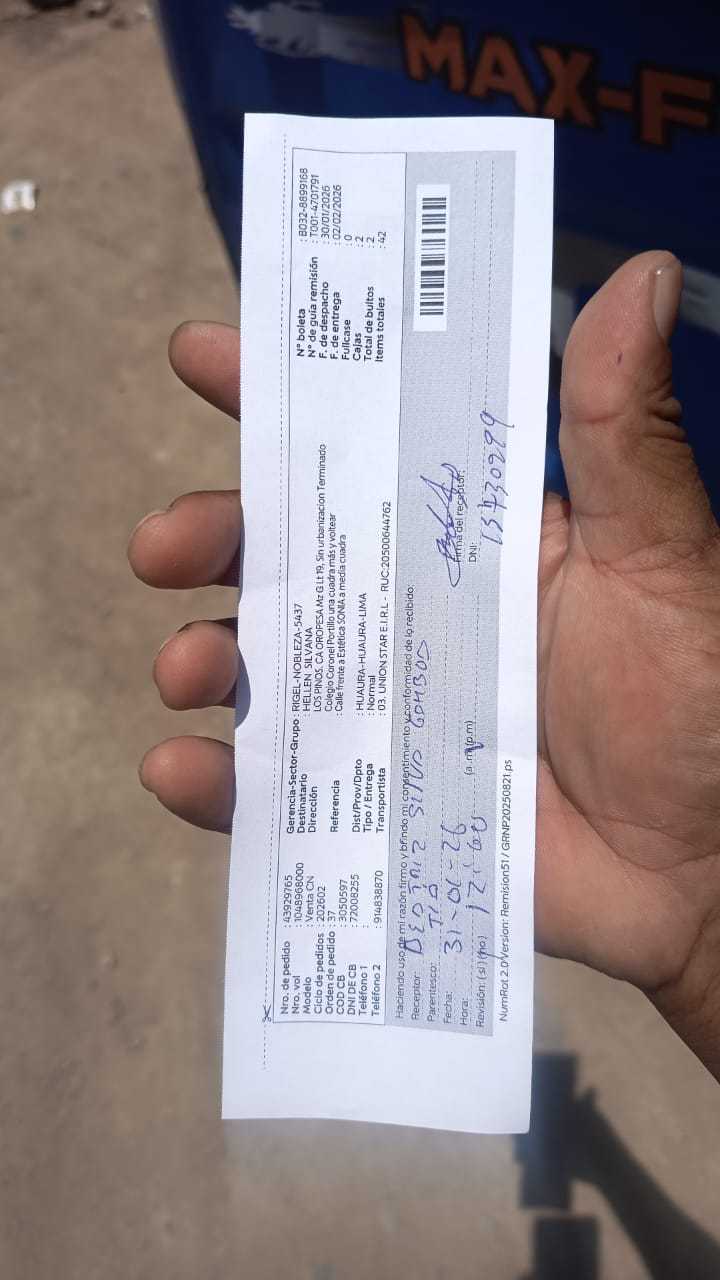 MAX-F
Nro. de pedido : 43929765
Nro. vol : 1048968000
Modelo : Venta CN
Ciclo de pedidos : 202602
Orden de pedido : 37
COD CB : 3050597
DNI DE CB : 72008255
Teléfono 1 :
Teléfono 2 : 914838870
Gerencia-Sector-Grupo : RIGEL-NOBLEZA-5437
Destinatario : HELLEN SILVANA
Dirección : LOS PINOS. CA OROPESA Mz G Lt 19, Sin urbanizacion Terminado
Colegio Coronel Portillo una cuadra más y voltear
Referencia : Calle frente a Estética SONIA a media cuadra
Dist/Prov/Dpto : HUAURA-HUAURA-LIMA
Tipo / Entrega : Normal
Transportista : 03. UNION STAR E.I.R.L - RUC:20500644762
N° boleta : B032-8899168
N° de guía remisión : T001-4701791
F. de despacho : 30/01/2026
F. de entrega : 02/02/2026
Fullcase : 0
Cajas : 2
Total de bultos : 2
Items totales : 42
Haciendo uso de mi razón firmo y brindo mi consentimiento y conformidad de lo recibido:
Receptor: BEATRIZ SILVA
Parentesco: TIA
Fecha: 31-01-26
Hora: 12:00 (a.m)(p.m)
Revisión: (si) (no)
Firma del receptor:
DNI: 15730299
NumRot 2.0 Version: Remision51 / GRNP20250821.ps